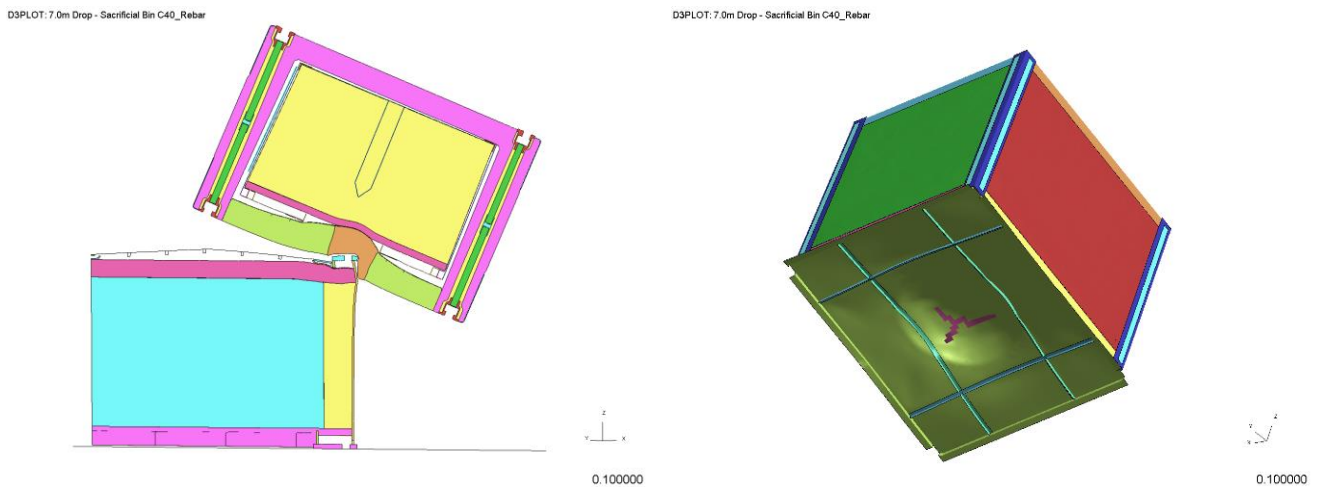 D3PLOT: 7.0m Drop - Sacrificial Bin C40_Rebar
D3PLOT: 7.0m Drop - Sacrificial Bin C40_Rebar
Z
Y
X
0.100000
Z
Y
X
0.100000